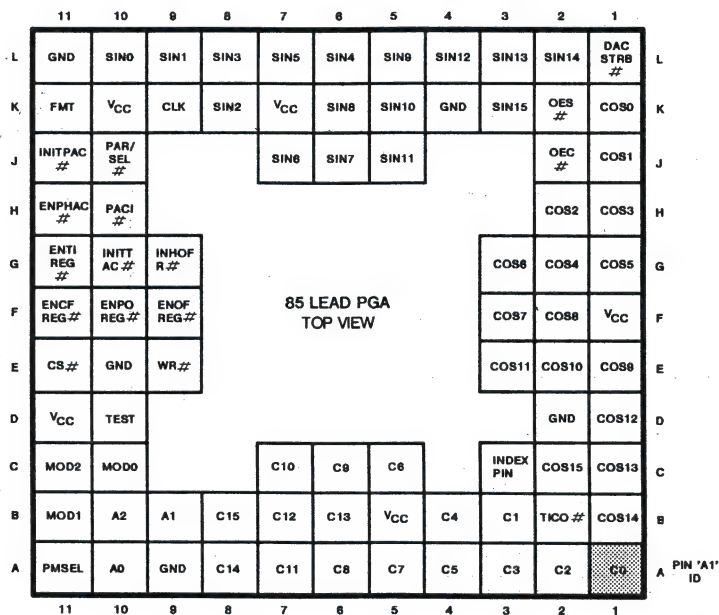 11 10 9 8 7 6 5 4 3 2 1
L GND SIN0 SIN1 SIN3 SIN5 SIN4 SIN9 SIN12 SIN13 SIN14 DAC STRB # L
K FMT VCC CLK SIN2 VCC SIN8 SIN10 GND SIN15 OES # COS0 K
J INITPAC # PAR/ SEL # SIN6 SIN7 SIN11 OEC # COS1 J
H ENPHAC # PACI # COS2 COS3 H
G ENTI REG # INITT AC # INHOF R # COS6 COS4 COS5 G
F ENCF REG # ENPO REG # ENOF REG # COS7 COS8 VCC F
85 LEAD PGA
TOP VIEW
E CS # GND WR # COS11 COS10 COS9 E
D VCC TEST GND COS12 D
C MOD2 MOD0 C10 C9 C6 INDEX PIN COS15 COS13 C
B MOD1 A2 A1 C15 C12 C13 VCC C4 C1 TICO # COS14 B
A PMSEL A0 GND C14 C11 C8 C7 C5 C3 C2 C0 A PIN 'A1' ID
11 10 9 8 7 6 5 4 3 2 1